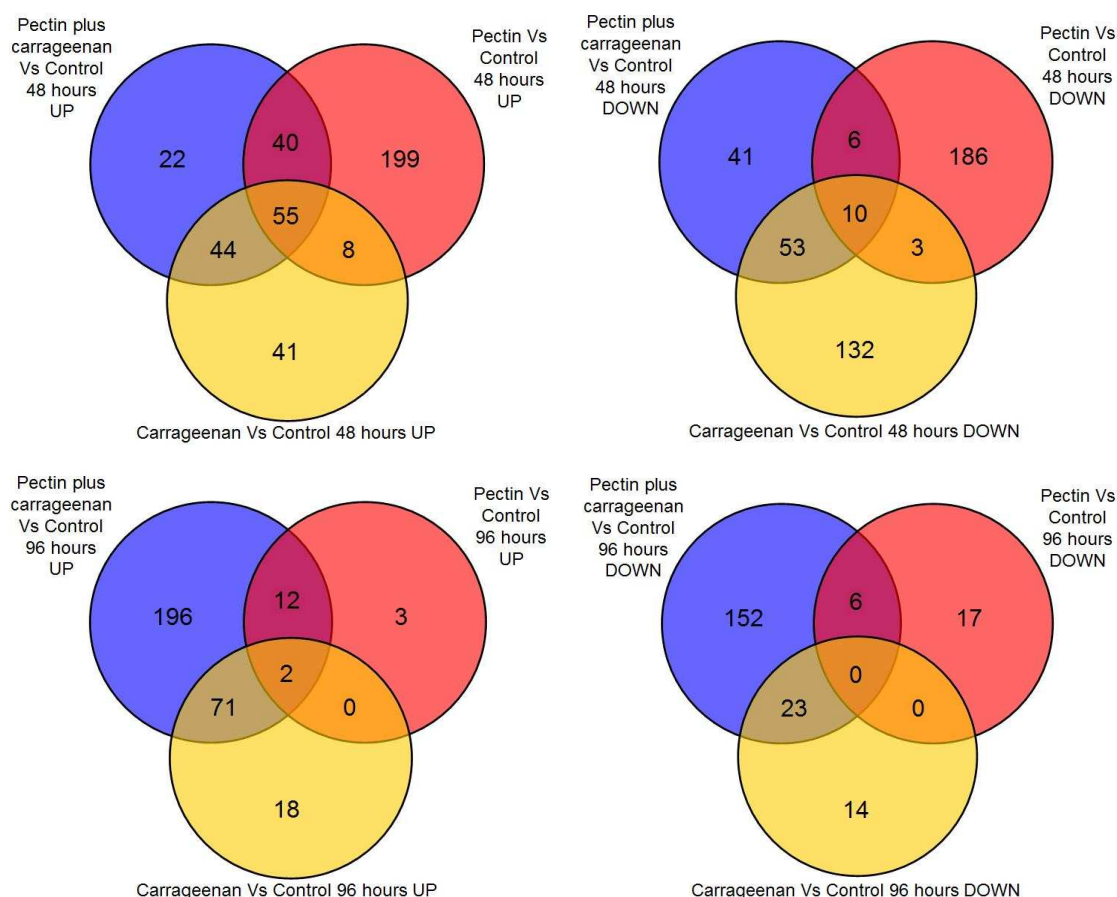 Pectin plus
carrageenan
Vs Control
48 hours
UP
Pectin Vs
Control
48 hours
UP
22
40
199
55
44
8
41
Carrageenan Vs Control 48 hours UP
Pectin plus
carrageenan
Vs Control
48 hours
DOWN
Pectin Vs
Control
48 hours
DOWN
41
6
186
10
53
3
132
Carrageenan Vs Control 48 hours DOWN
Pectin plus
carrageenan
Vs Control
96 hours
UP
Pectin Vs
Control
96 hours
UP
196
12
3
2
71
0
18
Carrageenan Vs Control 96 hours UP
Pectin plus
carrageenan
Vs Control
96 hours
DOWN
Pectin Vs
Control
96 hours
DOWN
152
6
17
0
23
0
14
Carrageenan Vs Control 96 hours DOWN